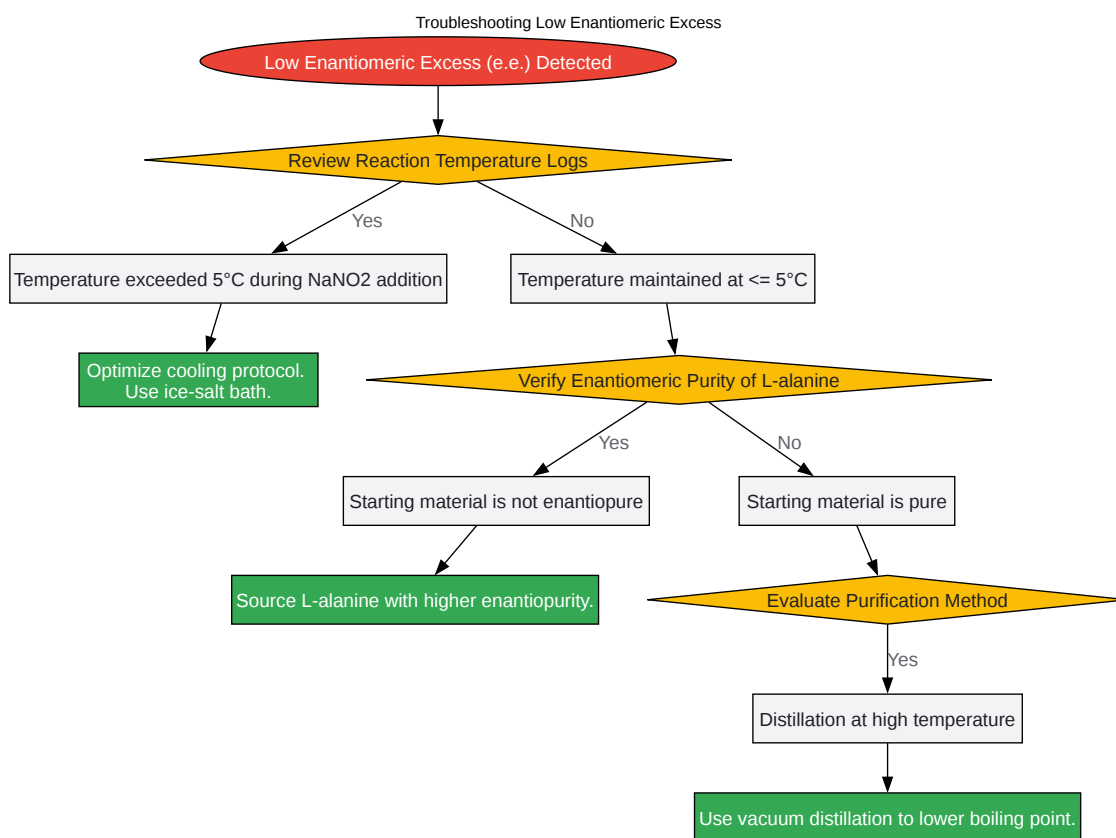 Troubleshooting Low Enantiomeric Excess
Low Enantiomeric Excess (e.e.) Detected
Review Reaction Temperature Logs
Yes
No
Temperature exceeded 5°C during NaNO2 addition
Temperature maintained at <= 5°C
Optimize cooling protocol.
Use ice-salt bath.
Verify Enantiomeric Purity of L-alanine
Yes
No
Starting material is not enantiopure
Starting material is pure
Source L-alanine with higher enantiopurity.
Evaluate Purification Method
Yes
Distillation at high temperature
Use vacuum distillation to lower boiling point.